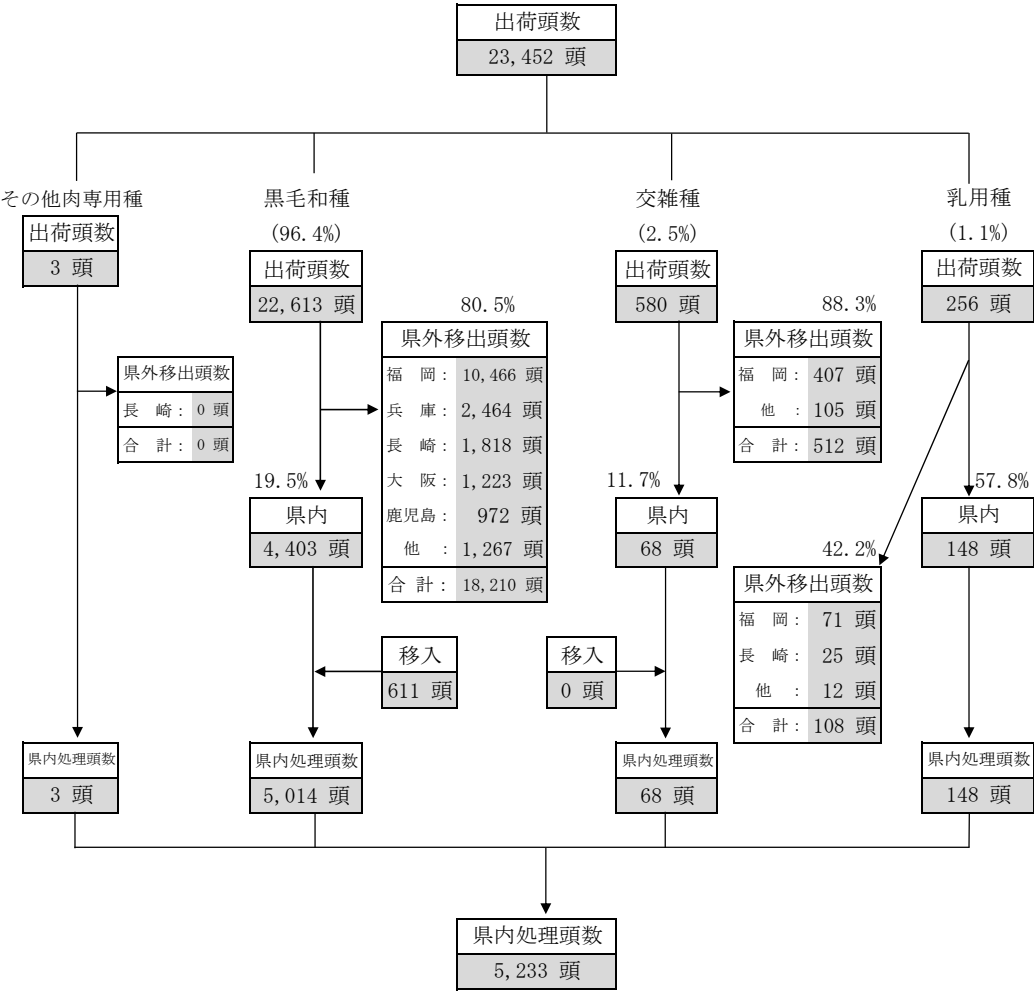 出荷頭数
23,452 頭
その他肉専用種
出荷頭数
3 頭
県外移出頭数
長 崎: 0 頭
合 計: 0 頭
県内処理頭数
3 頭
黒毛和種
(96.4%)
出荷頭数
22,613 頭
80.5%
県外移出頭数
福 岡: 10,466 頭
兵 庫: 2,464 頭
長 崎: 1,818 頭
大 阪: 1,223 頭
鹿児島: 972 頭
他 : 1,267 頭
合 計: 18,210 頭
19.5%
県内
4,403 頭
移入
611 頭
県内処理頭数
5,014 頭
交雑種
(2.5%)
出荷頭数
580 頭
88.3%
県外移出頭数
福 岡: 407 頭
他 : 105 頭
合 計: 512 頭
11.7%
県内
68 頭
移入
0 頭
県内処理頭数
68 頭
乳用種
(1.1%)
出荷頭数
256 頭
57.8%
県内
148 頭
42.2%
県外移出頭数
福 岡: 71 頭
長 崎: 25 頭
他 : 12 頭
合 計: 108 頭
県内処理頭数
148 頭
県内処理頭数
5,233 頭